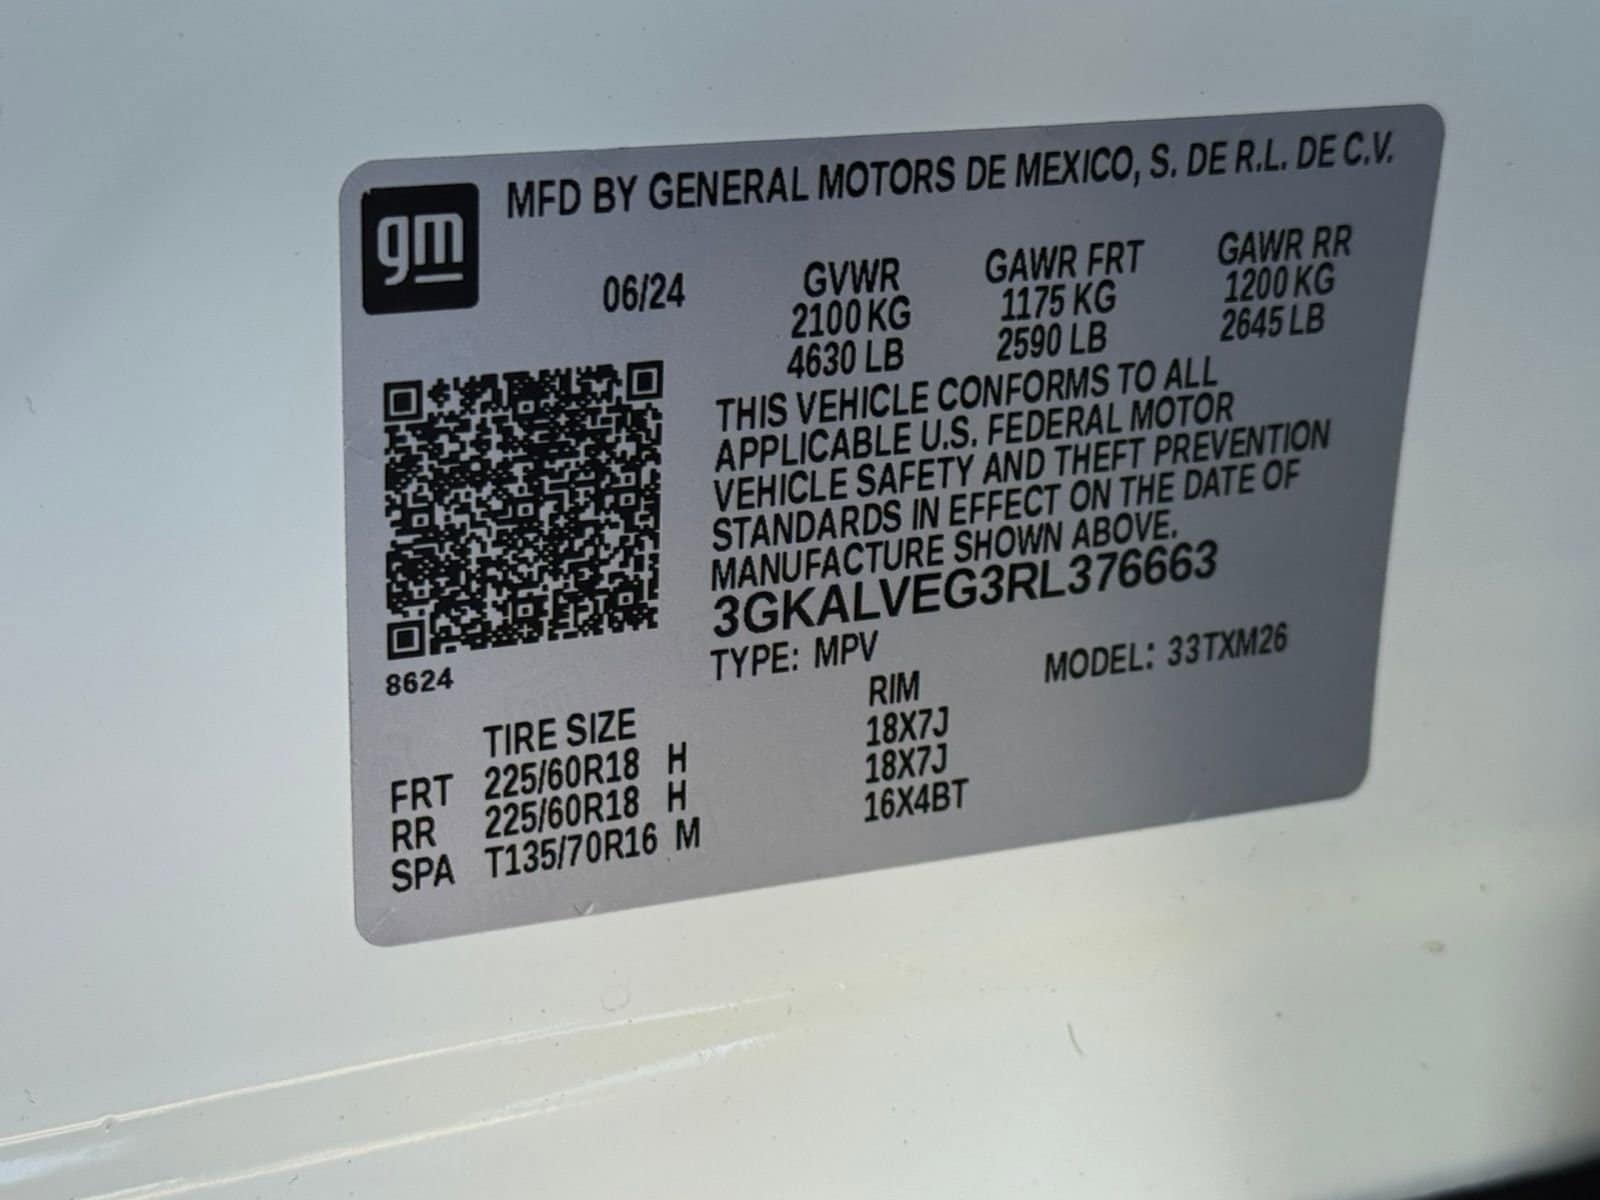 gm
MFD BY GENERAL MOTORS DE MEXICO, S. DE R.L. DE C.V.
06/24 GVWR GAWR FRT GAWR RR
2100 KG 1175 KG 1200 KG
4630 LB 2590 LB 2645 LB
THIS VEHICLE CONFORMS TO ALL
APPLICABLE U.S. FEDERAL MOTOR
VEHICLE SAFETY AND THEFT PREVENTION
STANDARDS IN EFFECT ON THE DATE OF
MANUFACTURE SHOWN ABOVE.
3GKALVEG3RL376663
TYPE: MPV MODEL: 33TXM26
8624
TIRE SIZE RIM
FRT 225/60R18 H 18X7J
RR 225/60R18 H 18X7J
SPA T135/70R16 M 16X4BT